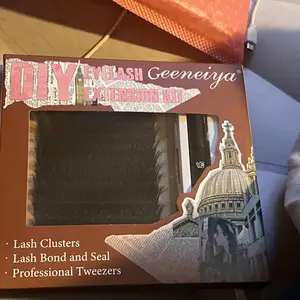 DIY EYELASH Geeneiya®
EXTENSION KIT
· Lash Clusters
· Lash Bond and Seal
· Professional Tweezers